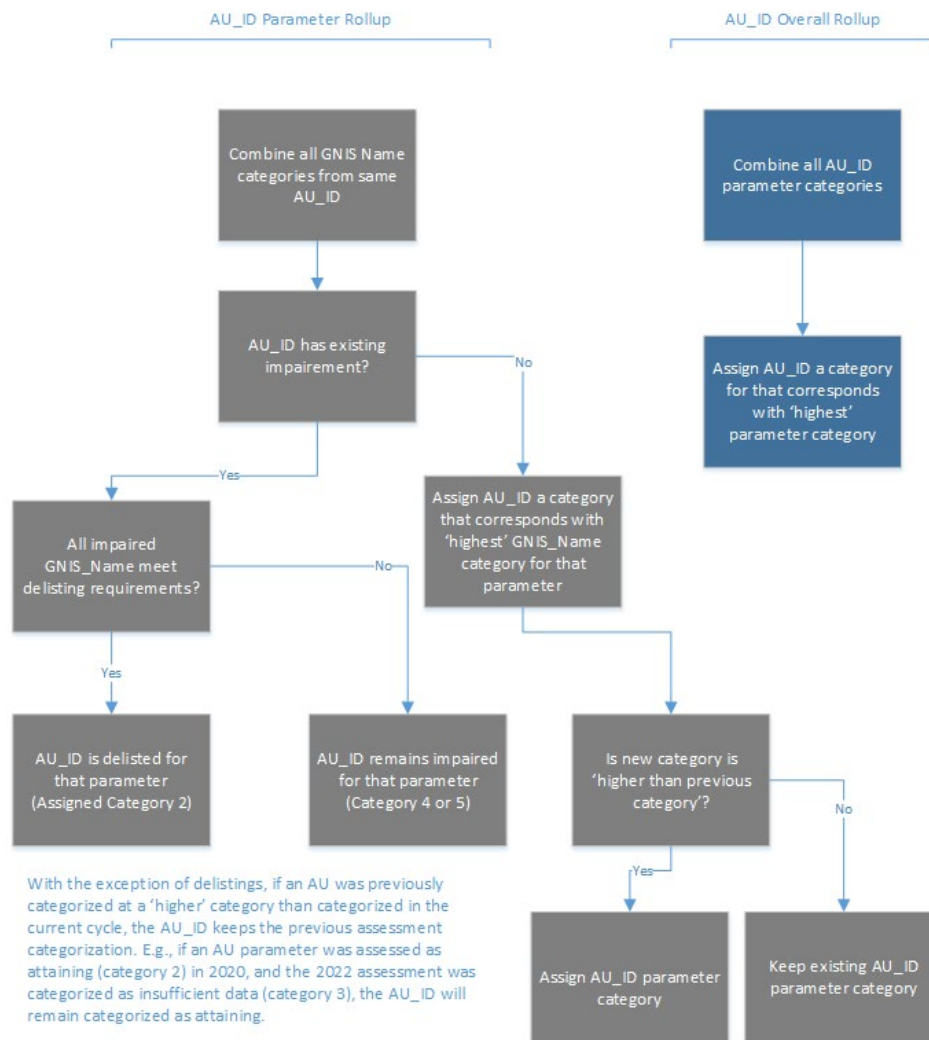 AU_ID Parameter Rollup
AU_ID Overall Rollup
Combine all GNIS Name
categories from same
AU_ID
Combine all AU_ID
parameter categories
AU_ID has existing
impairement?
No
Assign AU_ID a category
for that corresponds
with ‘highest’
parameter category
Yes
Assign AU_ID a category
that corresponds with
‘highest’ GNIS_Name
category for that
parameter
All impaired
GNIS_Name meet
delisting requirements?
No
Yes
AU_ID is delisted for
that parameter
(Assigned Category 2)
AU_ID remains impaired
for that parameter
(Category 4 or 5)
Is new category is
‘higher than previous
category’?
No
Yes
With the exception of delistings, if an AU was previously
categorized at a ‘higher’ category than categorized in the
current cycle, the AU_ID keeps the previous assessment
categorization. E.g., if an AU parameter was assessed as
attaining (category 2) in 2020, and the 2022 assessment was
categorized as insufficient data (category 3), the AU_ID will
remain categorized as attaining.
Assign AU_ID parameter
category
Keep existing AU_ID
parameter category